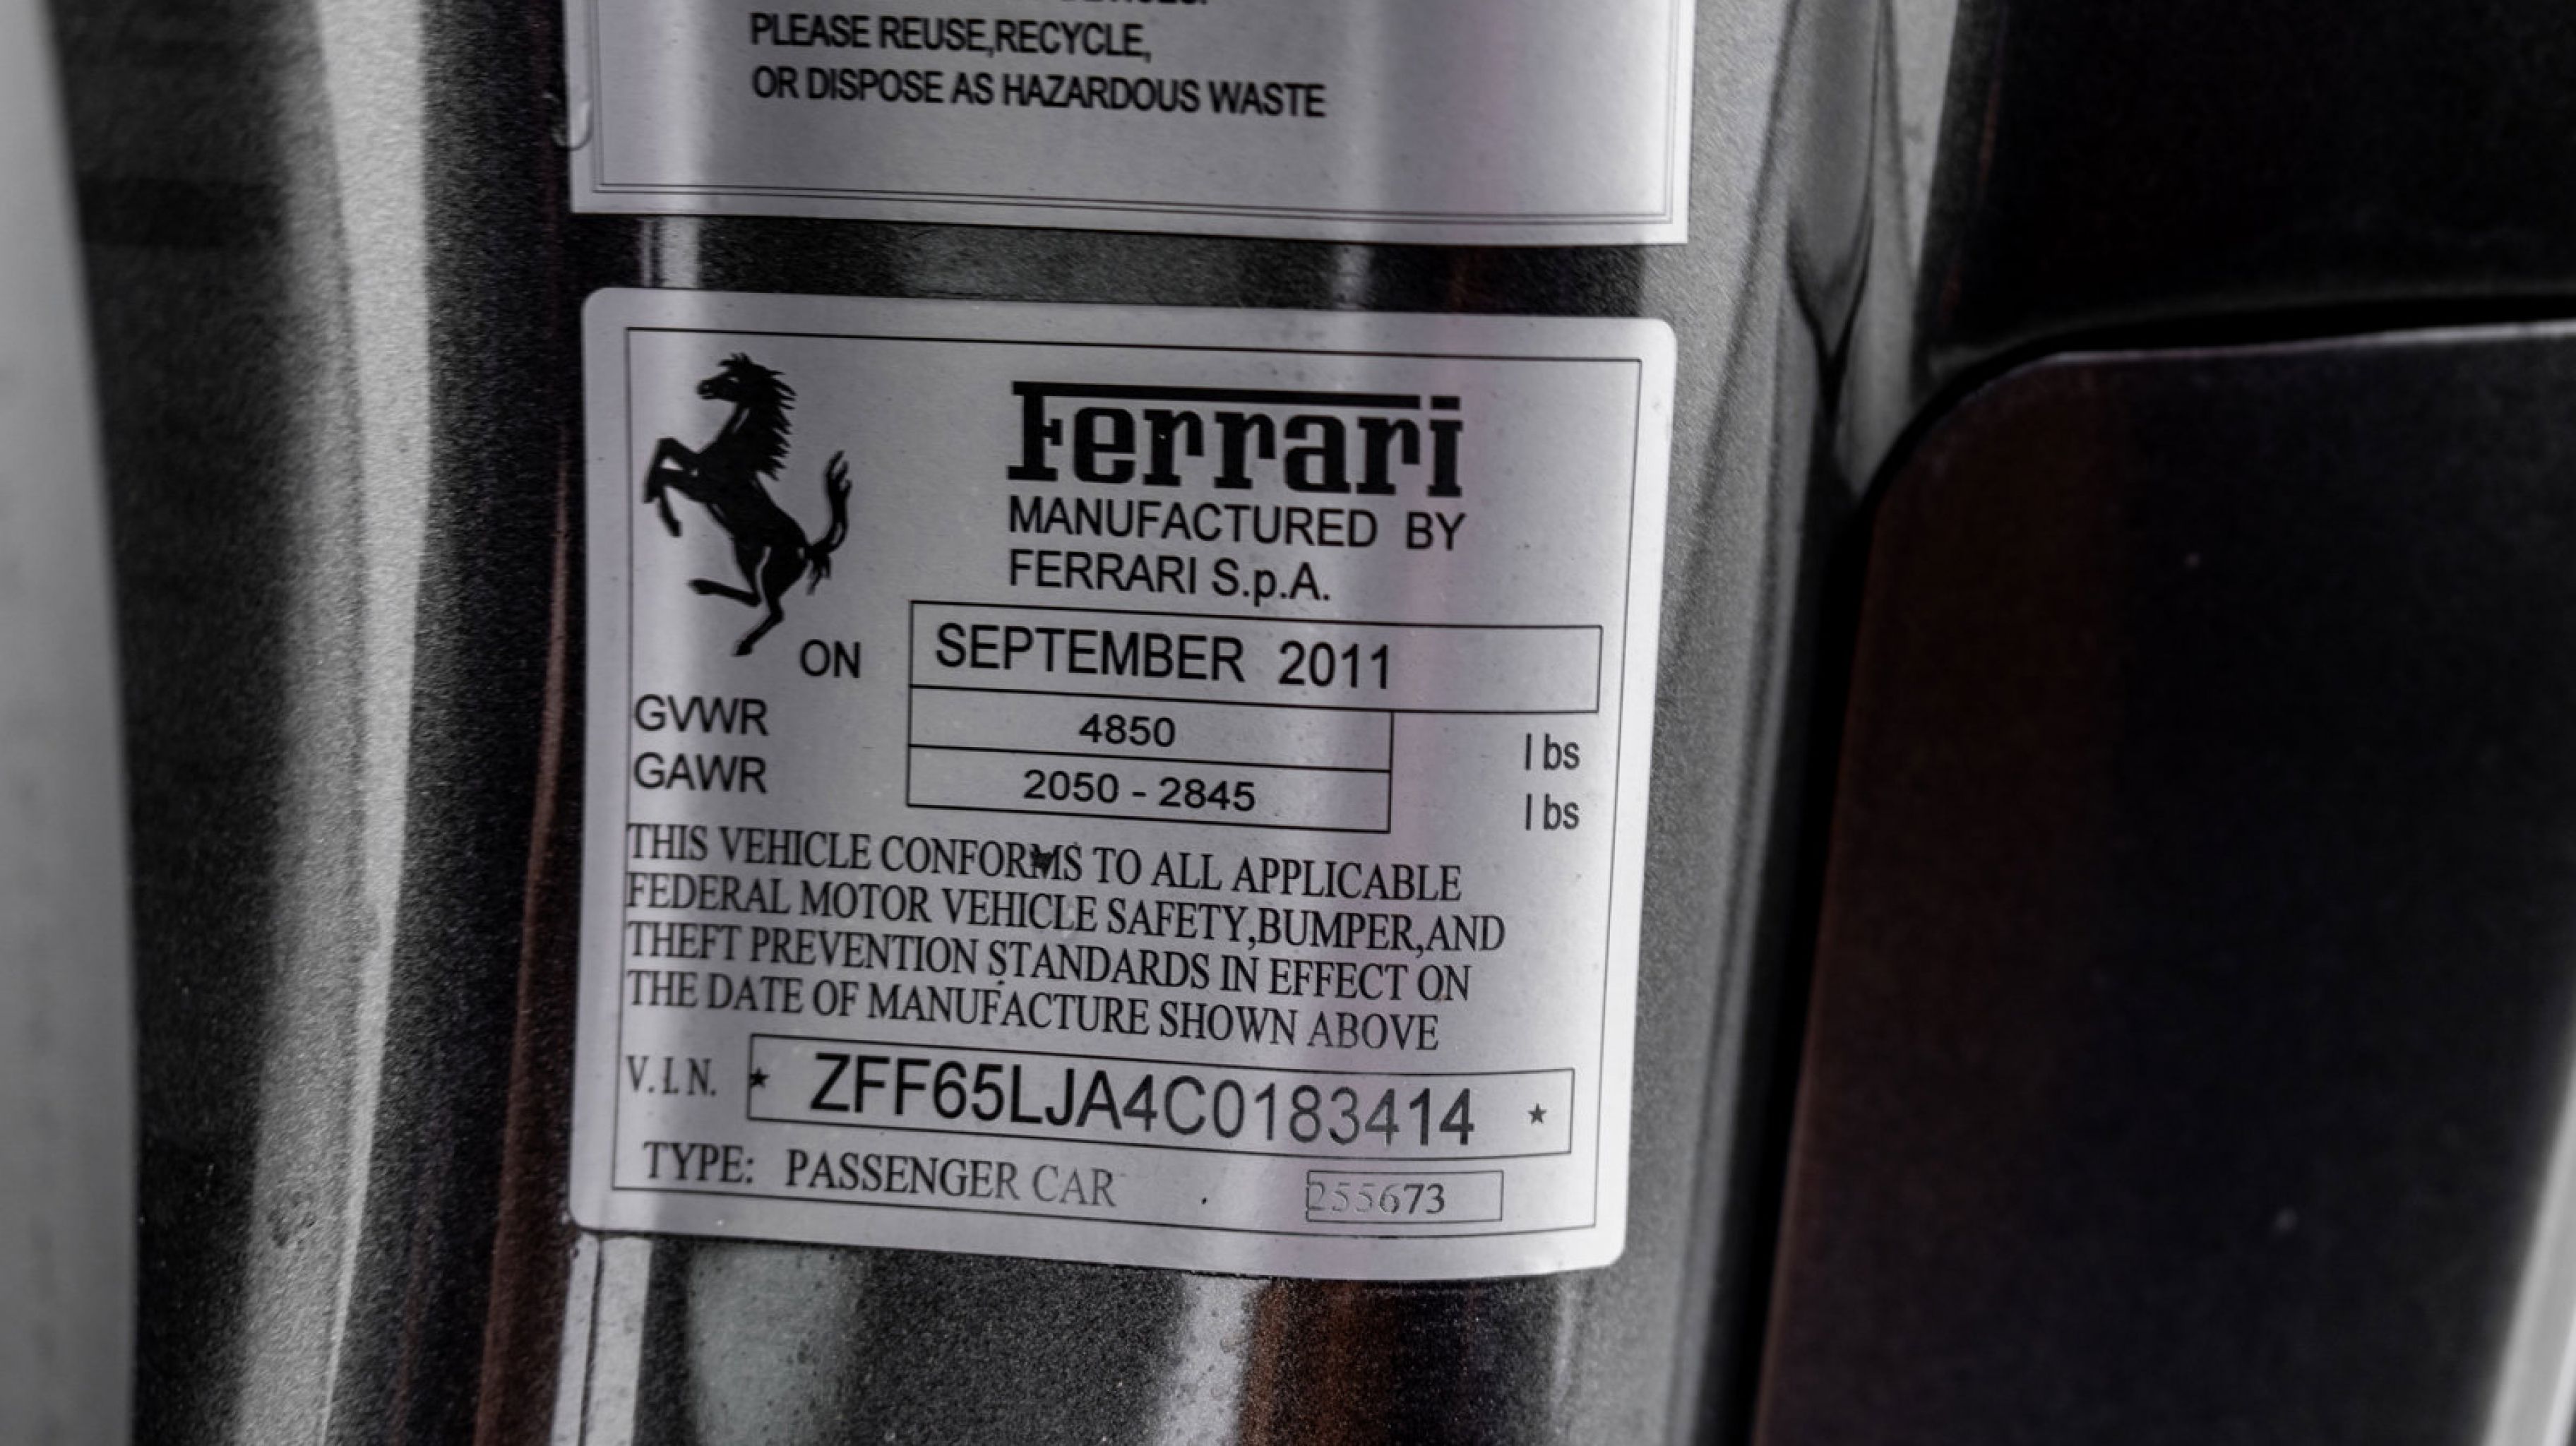 PLEASE REUSE,RECYCLE,
OR DISPOSE AS HAZARDOUS WASTE
Ferrari
MANUFACTURED BY
FERRARI S.p.A.
ON SEPTEMBER 2011
GVWR 4850 lbs
GAWR 2050 - 2845 lbs
THIS VEHICLE CONFORMS TO ALL APPLICABLE
FEDERAL MOTOR VEHICLE SAFETY,BUMPER,AND
THEFT PREVENTION STANDARDS IN EFFECT ON
THE DATE OF MANUFACTURE SHOWN ABOVE
V.I.N. ★ ZFF65LJA4C0183414 ★
TYPE: PASSENGER CAR 255673